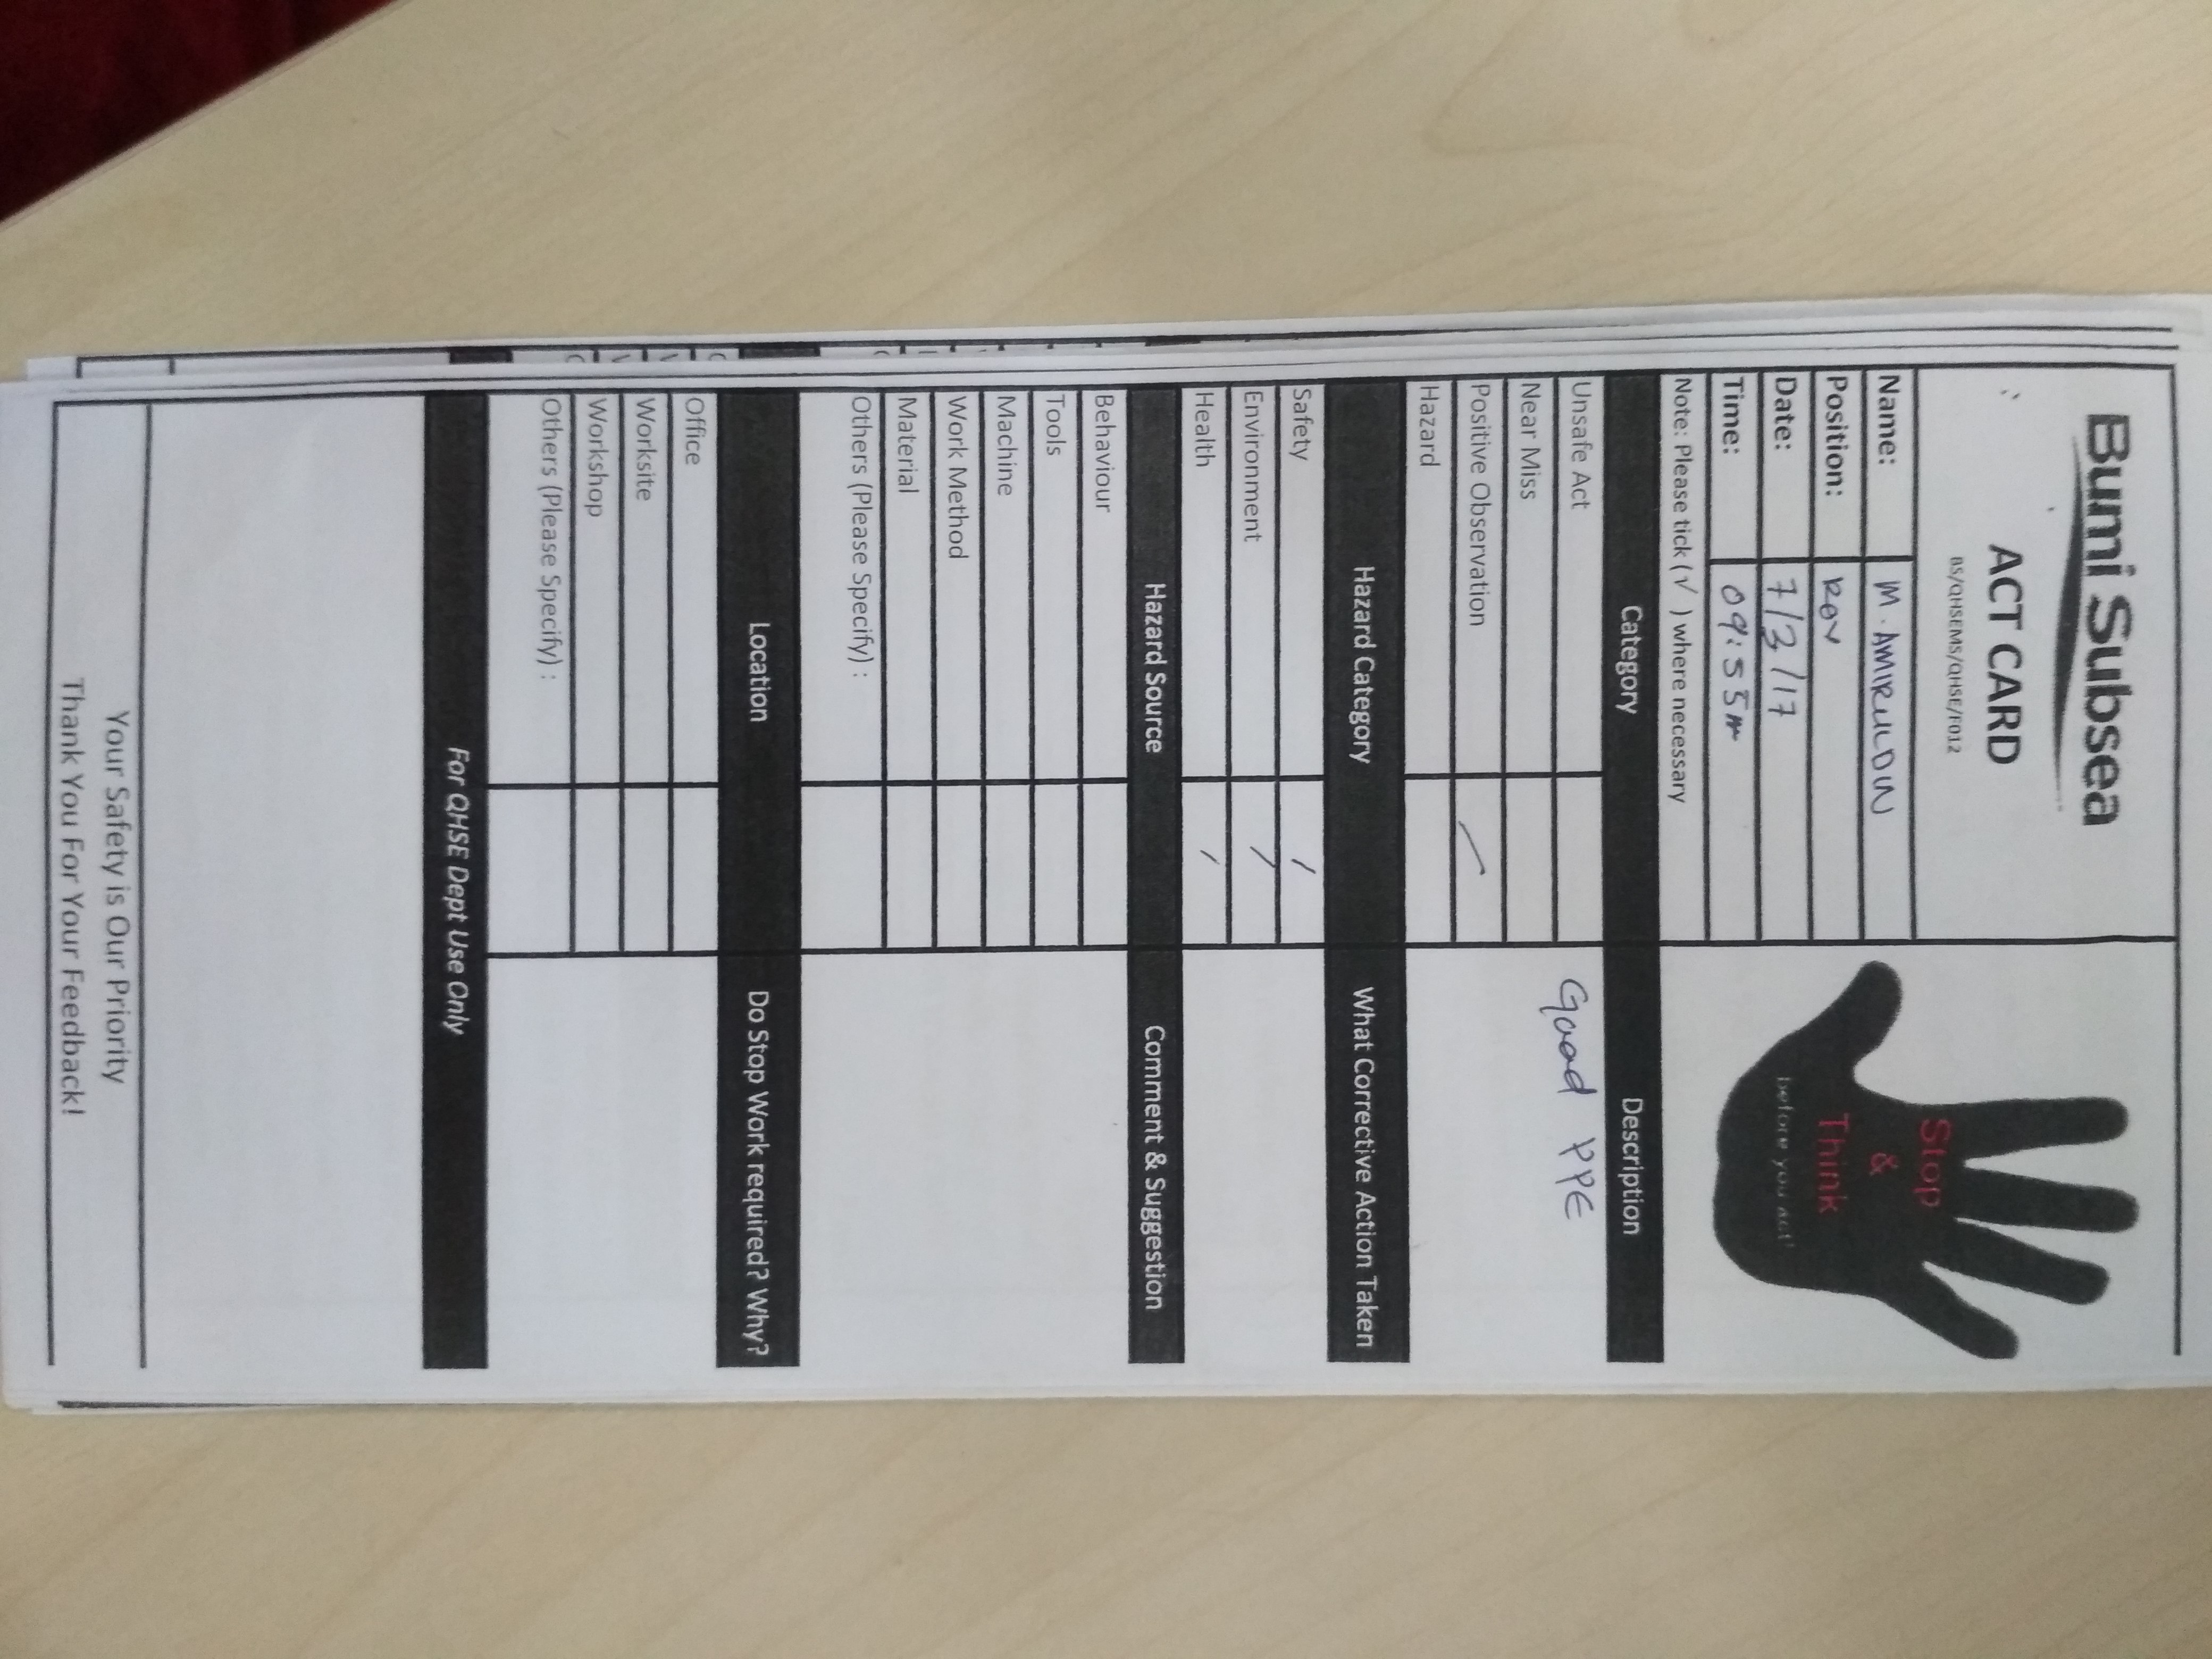 Bumi Subsea
ACT CARD
BS/QHSEMS/QHSE/F012
Stop
&
Think
before you act!
Name: M. AMIRULDIN
Position: ROV
Date: 7/3/17
Time: 09:55
Note: Please tick (√ ) where necessary
Category Description
Unsafe Act Good PPE
Near Miss
Positive Observation /
Hazard
Hazard Category What Corrective Action Taken
Safety /
Environment /
Health /
Hazard Source Comment & Suggestion
Behaviour
Tools
Machine
Work Method
Material
Others (Please Specify) :
Location Do Stop Work required? Why?
Office
Worksite
Workshop
Others (Please Specify) :
For QHSE Dept Use Only
Your Safety is Our Priority
Thank You For Your Feedback!